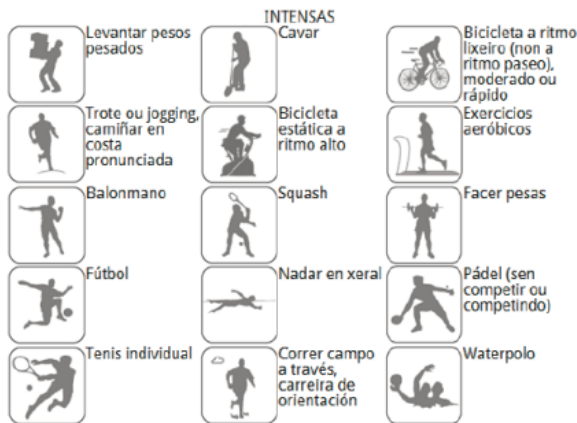 INTENSAS
Levantar pesos
pesados
Cavar
Bicicleta a ritmo
lixeiro (non a
ritmo paseo),
moderado ou
rápido
Trote ou jogging,
camiñar en
costa
pronunciada
Bicicleta
estática a
ritmo alto
Exercicios
aeróbicos
Balonmano
Squash
Facer pesas
Fútbol
Nadar en xeral
Pádel (sen
competir ou
competindo)
Tenis individual
Correr campo
a través,
carreira de
orientación
Waterpolo